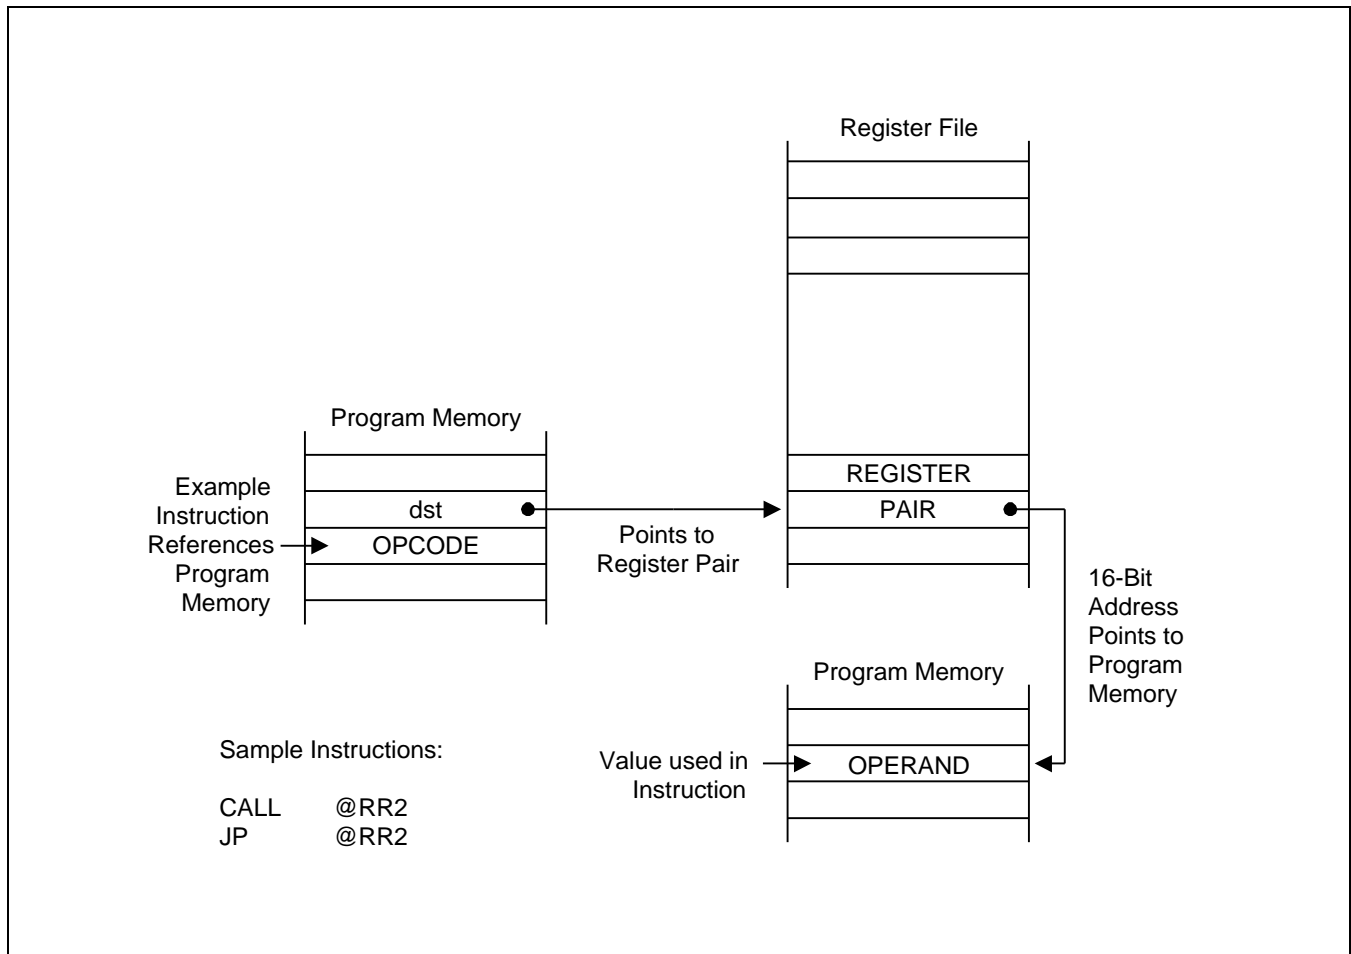 Register File
Program Memory
REGISTER
Example
Instruction
References
Program
Memory
dst
OPCODE
Points to
Register Pair
PAIR
16-Bit
Address
Points to
Program
Memory
Program Memory
Sample Instructions:
CALL @RR2
JP @RR2
Value used in
Instruction
OPERAND